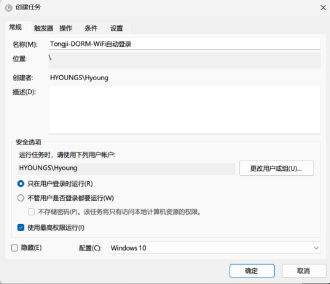 创建任务
常规 触发器 操作 条件 设置
名称(M): Tongji-DORM-WiFi自动登录
位置: \
创建者: HYOUNGS\Hyoung
描述(D):
安全选项
运行任务时，请使用下列用户帐户:
HYOUNGS\Hyoung 更改用户或组(U)...
只在用户登录时运行(R)
不管用户是否登录都要运行(W)
不存储密码(P)。该任务将只有访问本地计算机资源的权限。
使用最高权限运行(I)
隐藏(E) 配置(C): Windows 10
确定 取消